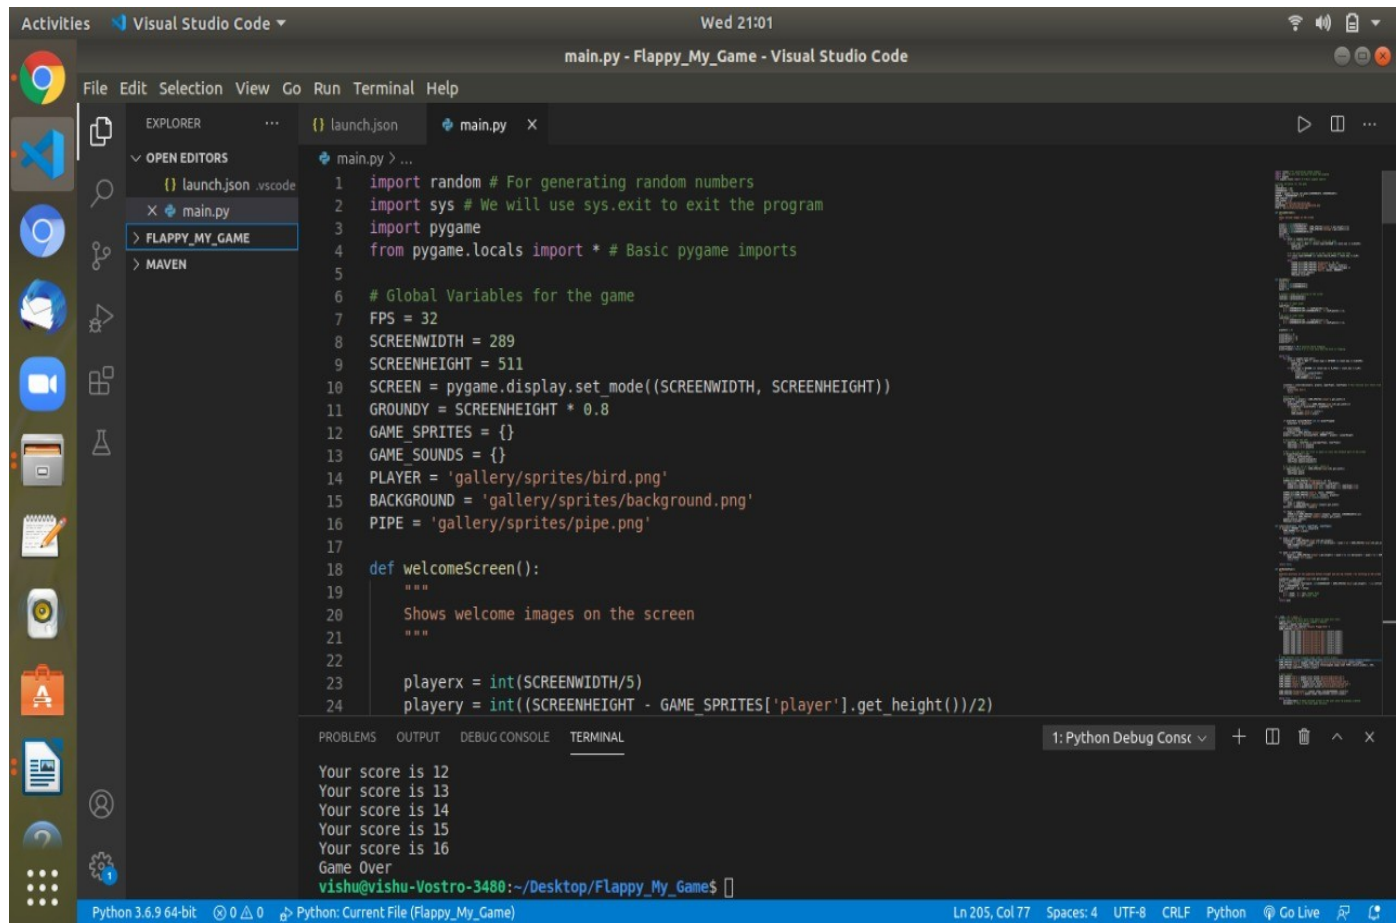 Activities Visual Studio Code Wed 21:01
main.py - Flappy_My_Game - Visual Studio Code
File Edit Selection View Go Run Terminal Help
EXPLORER ... {} launch.json main.py X
OPEN EDITORS
{} launch.json .vscode
X main.py
> FLAPPY_MY_GAME
> MAVEN
main.py > ...
1 import random # For generating random numbers
2 import sys # We will use sys.exit to exit the program
3 import pygame
4 from pygame.locals import * # Basic pygame imports
5
6 # Global Variables for the game
7 FPS = 32
8 SCREENWIDTH = 289
9 SCREENHEIGHT = 511
10 SCREEN = pygame.display.set_mode((SCREENWIDTH, SCREENHEIGHT))
11 GROUNDY = SCREENHEIGHT * 0.8
12 GAME_SPRITES = {}
13 GAME_SOUNDS = {}
14 PLAYER = 'gallery/sprites/bird.png'
15 BACKGROUND = 'gallery/sprites/background.png'
16 PIPE = 'gallery/sprites/pipe.png'
17
18 def welcomeScreen():
19 """
20 Shows welcome images on the screen
21 """
22
23 playerx = int(SCREENWIDTH/5)
24 playery = int((SCREENHEIGHT - GAME_SPRITES['player'].get_height())/2)
PROBLEMS OUTPUT DEBUG CONSOLE TERMINAL 1: Python Debug Consc
Your score is 12
Your score is 13
Your score is 14
Your score is 15
Your score is 16
Game Over
vishu@vishu-Vostro-3480:~/Desktop/Flappy_My_Game$
1
Python 3.6.9 64-bit 0 0 Python: Current File (Flappy_My_Game) Ln 205, Col 77 Spaces: 4 UTF-8 CRLF Python Go Live